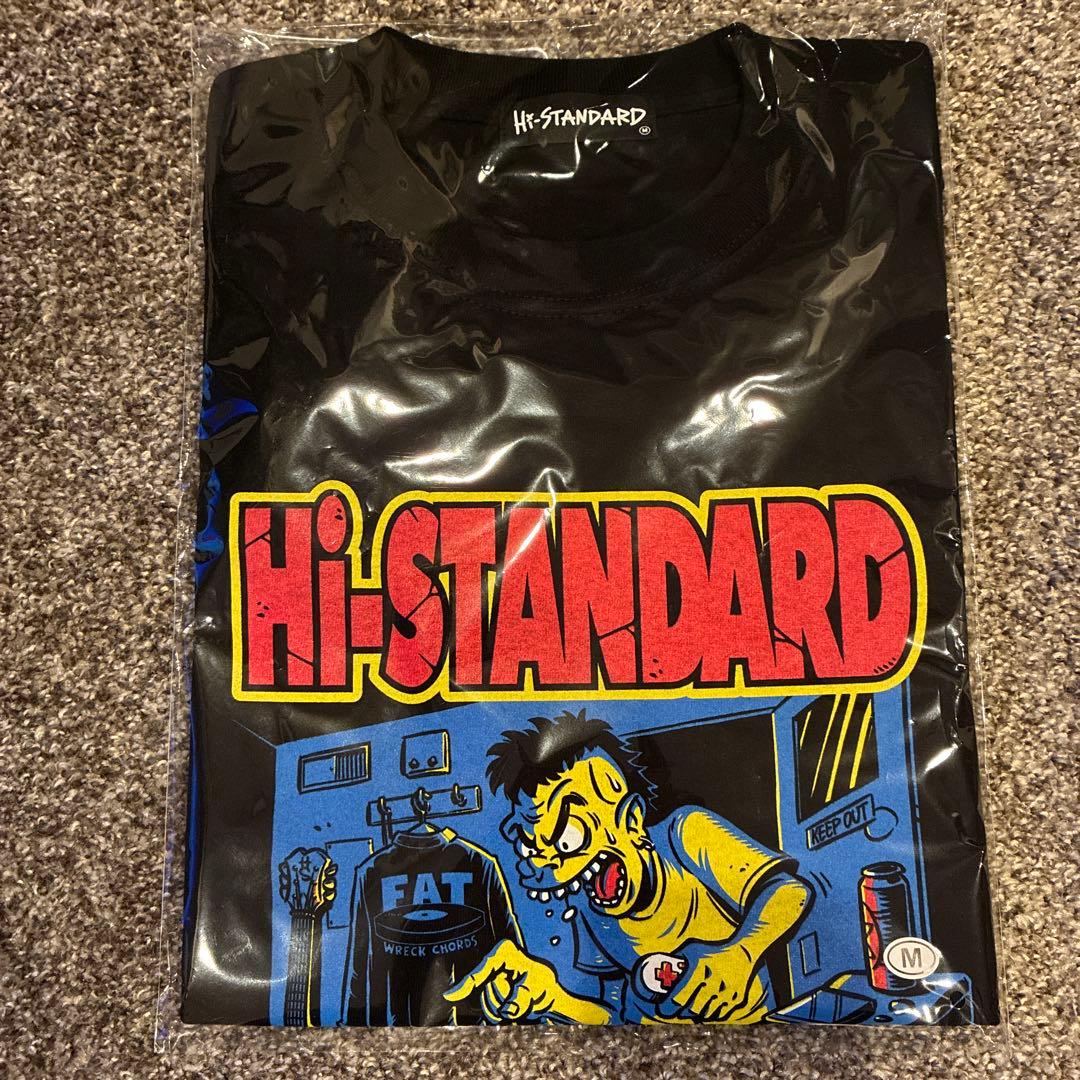 Hi-STANDARD
M
Hi-STANDARD
KEEP OUT
FAT
WRECK CHORDS
M